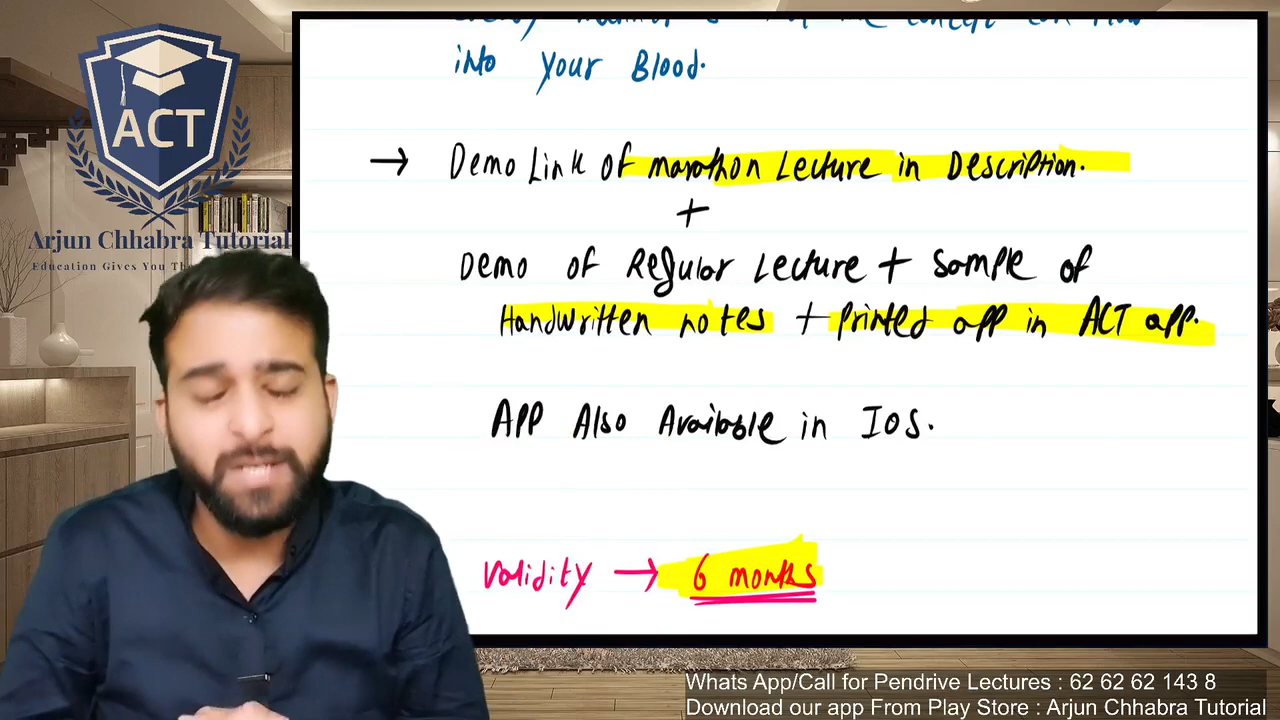 into your Blood.
→ Demo Link of marathon Lecture in Description.
+
Demo of Regular Lecture + Sample of
Handwritten notes + printed app in ACT app.
APP Also Available in IOS.
Validity → 6 months
ACT
Arjun Chhabra Tutorial
Education Gives You
Whats App/Call for Pendrive Lectures : 62 62 62 143 8
Download our app From Play Store : Arjun Chhabra Tutorial